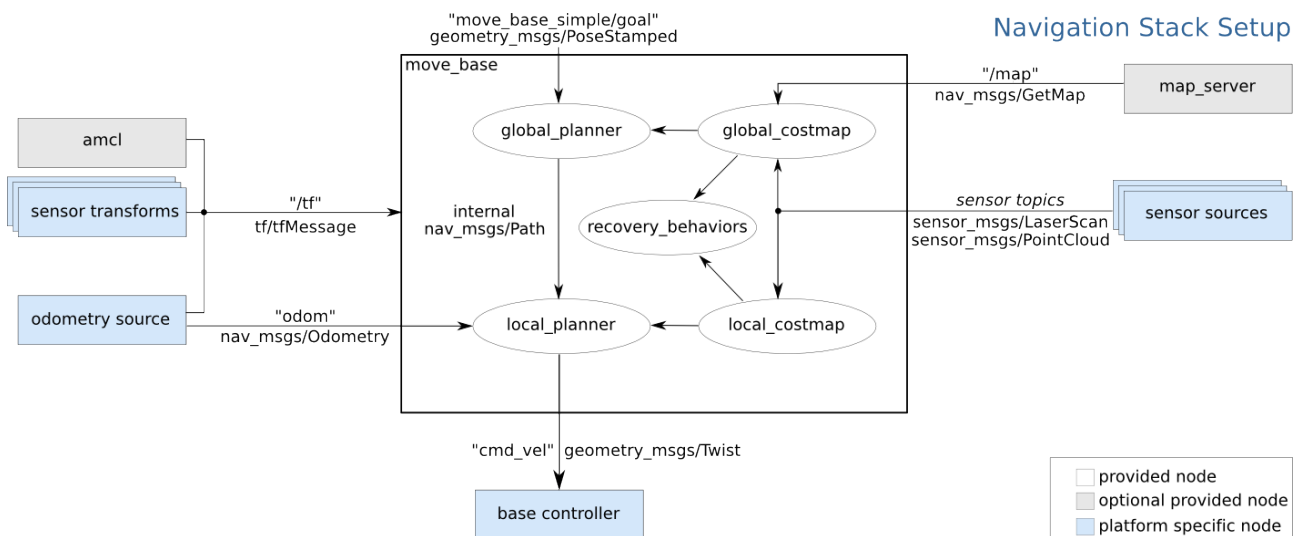 Navigation Stack Setup
"move_base_simple/goal"
geometry_msgs/PoseStamped
move_base
"/map"
nav_msgs/GetMap
map_server
amcl
global_planner
global_costmap
sensor transforms
"/tf"
tf/tfMessage
internal
nav_msgs/Path
recovery_behaviors
sensor topics
sensor_msgs/LaserScan
sensor_msgs/PointCloud
sensor sources
odometry source
"odom"
nav_msgs/Odometry
local_planner
local_costmap
"cmd_vel" geometry_msgs/Twist
base controller
provided node
optional provided node
platform specific node